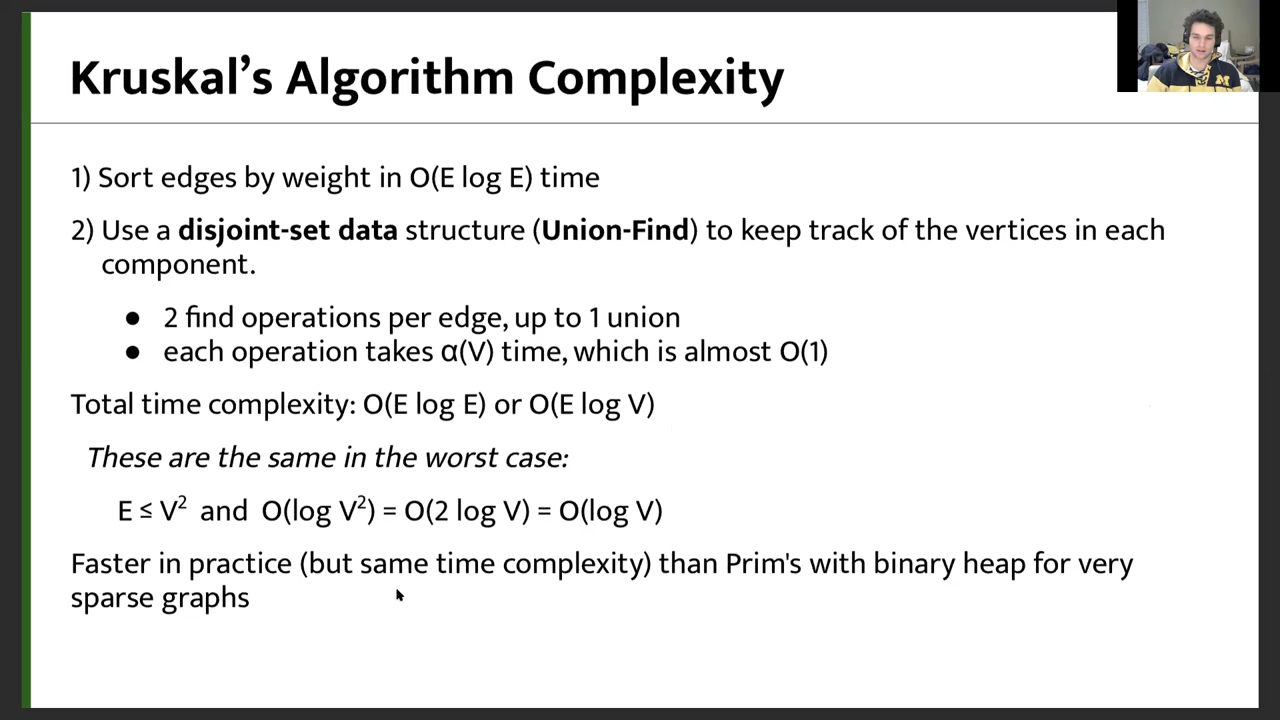 Kruskal’s Algorithm Complexity
M
1) Sort edges by weight in O(E log E) time
2) Use a disjoint-set data structure (Union-Find) to keep track of the vertices in each
component.
● 2 find operations per edge, up to 1 union
● each operation takes α(V) time, which is almost O(1)
Total time complexity: O(E log E) or O(E log V)
These are the same in the worst case:
E ≤ V² and O(log V²) = O(2 log V) = O(log V)
Faster in practice (but same time complexity) than Prim's with binary heap for very
sparse graphs